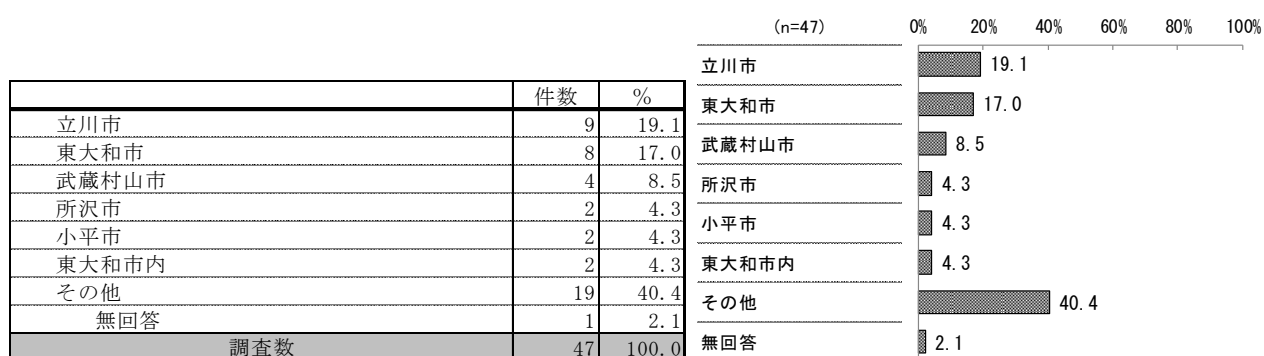 件数 %
立川市 9 19.1
東大和市 8 17.0
武蔵村山市 4 8.5
所沢市 2 4.3
小平市 2 4.3
東大和市内 2 4.3
その他 19 40.4
無回答 1 2.1
調査数 47 100.0
(n=47) 0% 20% 40% 60% 80% 100%
立川市 19.1
東大和市 17.0
武蔵村山市 8.5
所沢市 4.3
小平市 4.3
東大和市内 4.3
その他 40.4
無回答 2.1